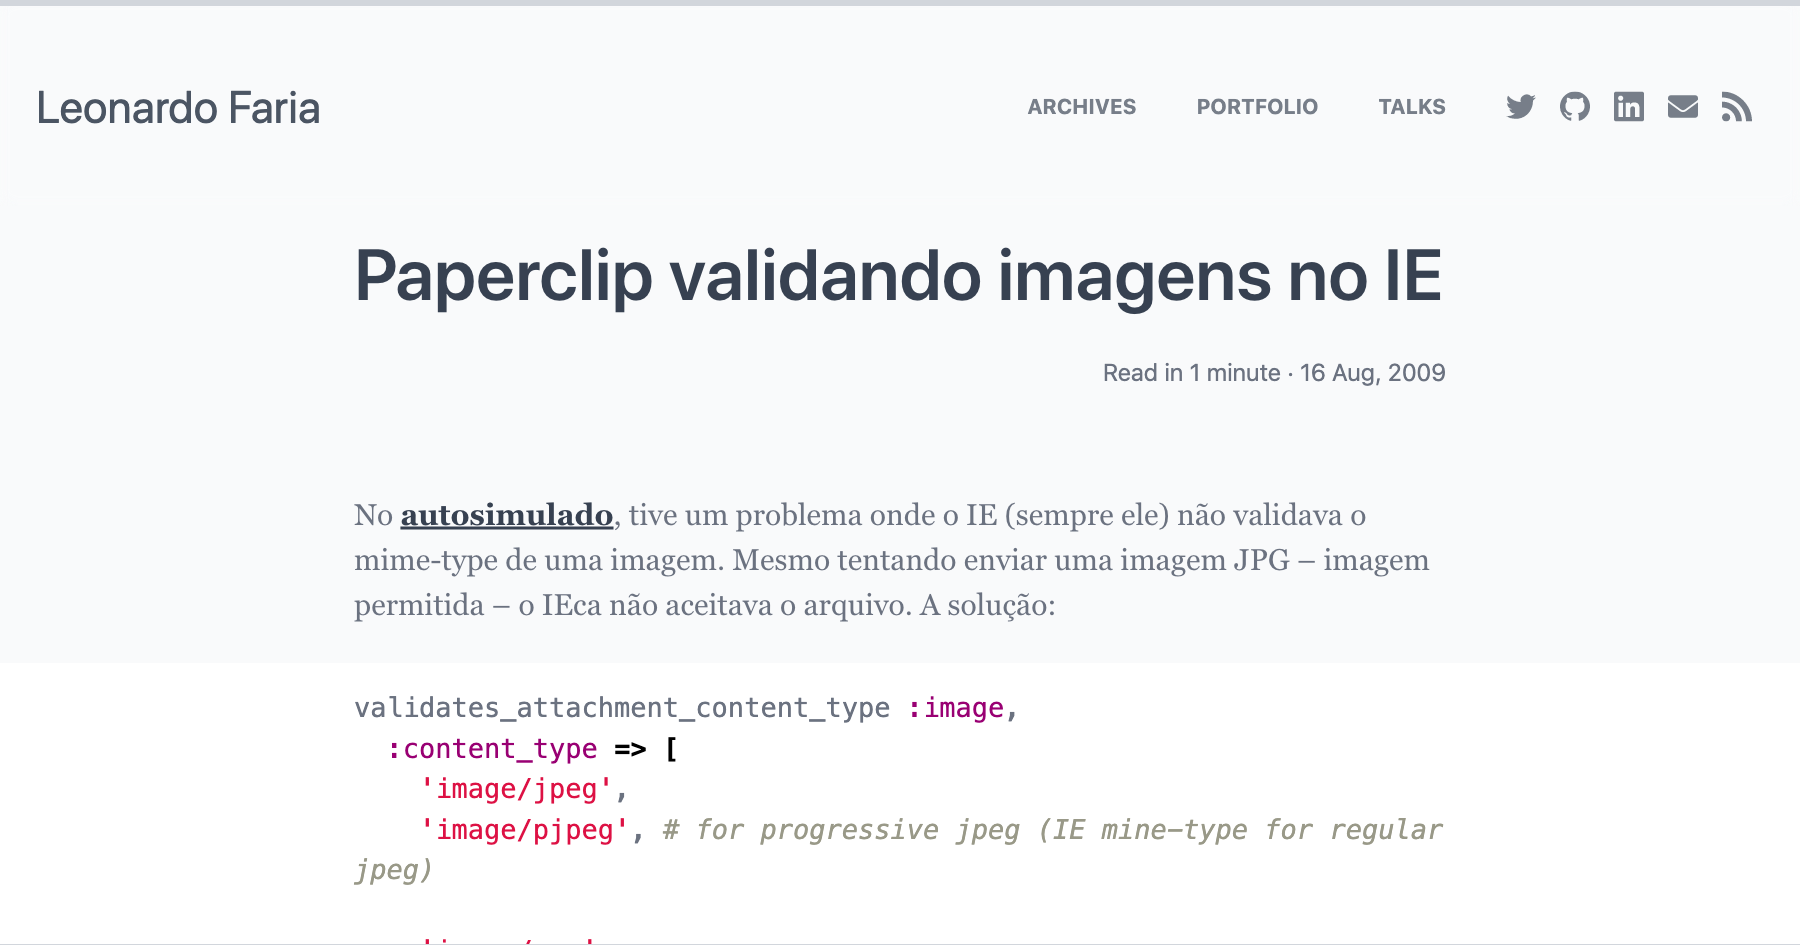 Leonardo Faria
ARCHIVES PORTFOLIO TALKS
Paperclip validando imagens no IE
Read in 1 minute · 16 Aug, 2009
No autosimulado, tive um problema onde o IE (sempre ele) não validava o
mime-type de uma imagem. Mesmo tentando enviar uma imagem JPG – imagem
permitida – o IEca não aceitava o arquivo. A solução:
validates_attachment_content_type :image,
:content_type => [
'image/jpeg',
'image/pjpeg', # for progressive jpeg (IE mine-type for regular
jpeg)